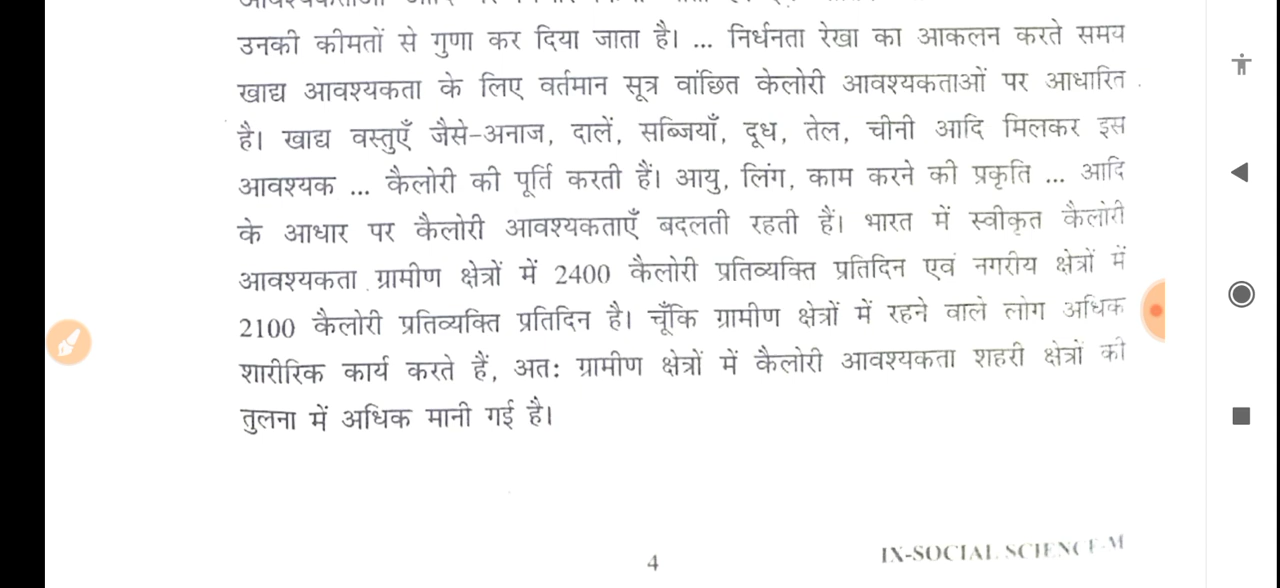 उनकी कीमतों से गुणा कर दिया जाता है। ... निर्धनता रेखा का आकलन करते समय
खाद्य आवश्यकता के लिए वर्तमान सूत्र वांछित केलोरी आवश्यकताओं पर आधारित
है। खाद्य वस्तुएँ जैसे-अनाज, दालें, सब्जियाँ, दूध, तेल, चीनी आदि मिलकर इस
आवश्यक ... कैलोरी की पूर्ति करती हैं। आयु, लिंग, काम करने की प्रकृति ... आदि
के आधार पर कैलोरी आवश्यकताएँ बदलती रहती हैं। भारत में स्वीकृत कैलोरी
आवश्यकता ग्रामीण क्षेत्रों में 2400 कैलोरी प्रतिव्यक्ति प्रतिदिन एवं नगरीय क्षेत्रों में
2100 कैलोरी प्रतिव्यक्ति प्रतिदिन है। चूँकि ग्रामीण क्षेत्रों में रहने वाले लोग अधिक
शारीरिक कार्य करते हैं, अतः ग्रामीण क्षेत्रों में कैलोरी आवश्यकता शहरी क्षेत्रों की
तुलना में अधिक मानी गई है।
4
IX-SOCIAL SCIENCE-M